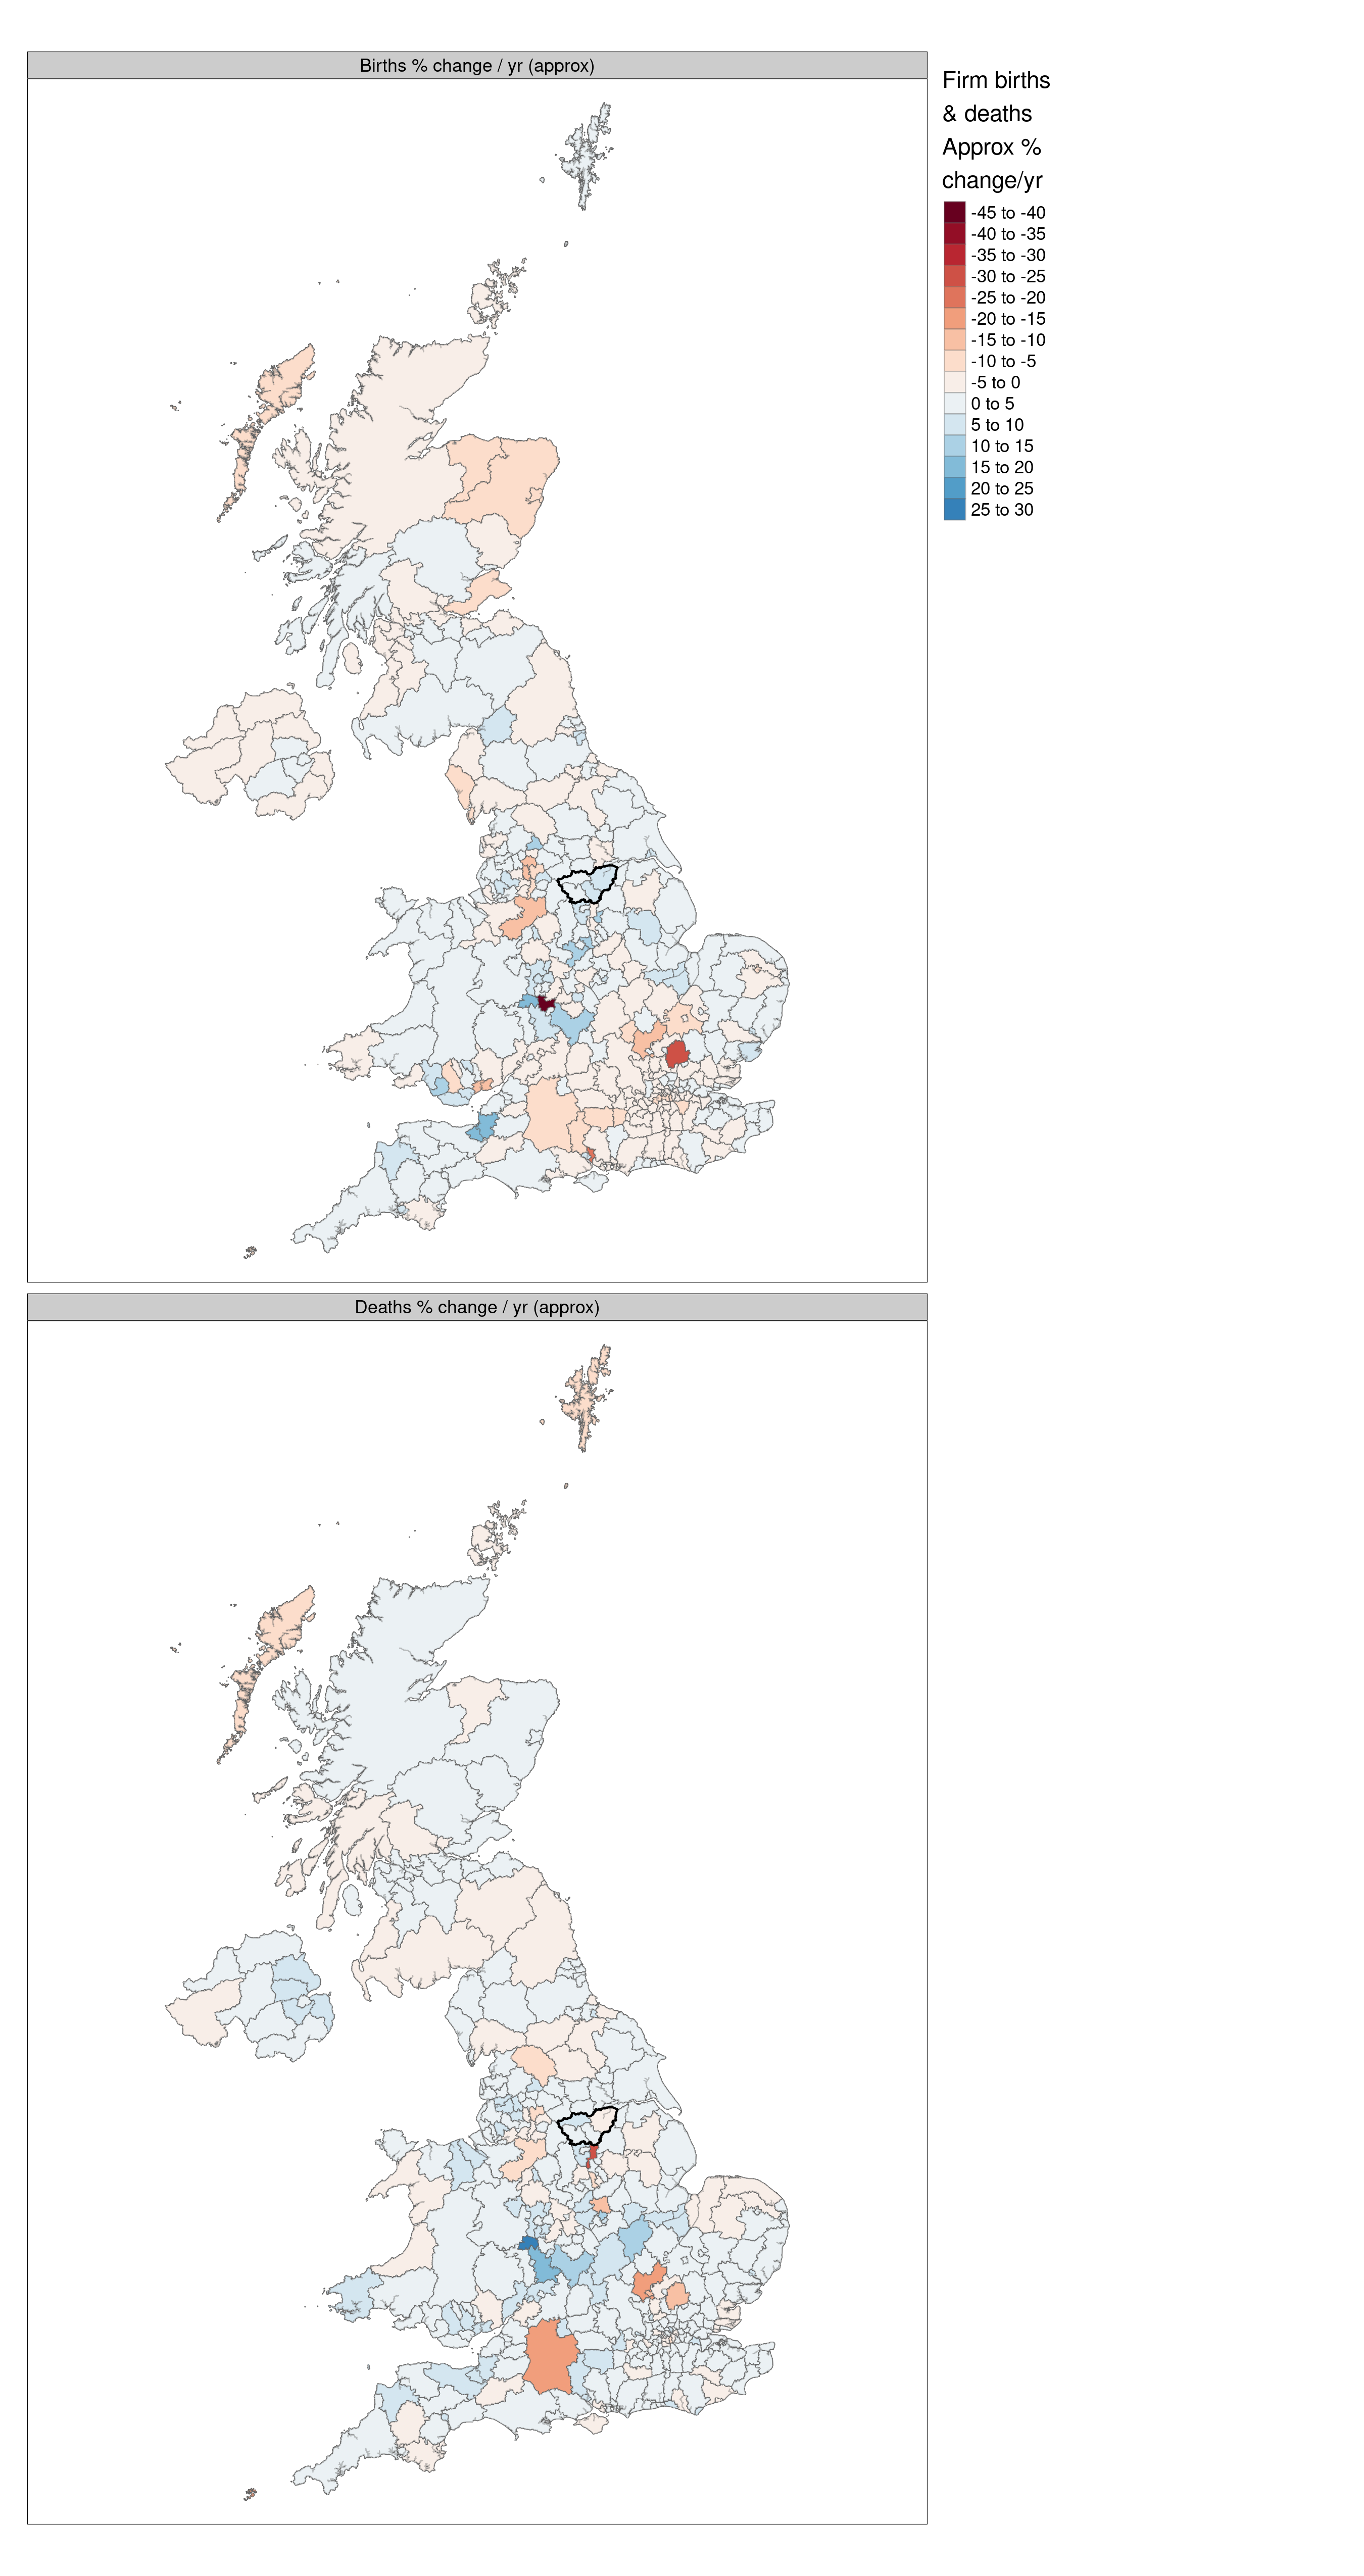 Births % change / yr (approx)
Firm births
& deaths
Approx %
change/yr
-45 to -40
-40 to -35
-35 to -30
-30 to -25
-25 to -20
-20 to -15
-15 to -10
-10 to -5
-5 to 0
0 to 5
5 to 10
10 to 15
15 to 20
20 to 25
25 to 30
Deaths % change / yr (approx)